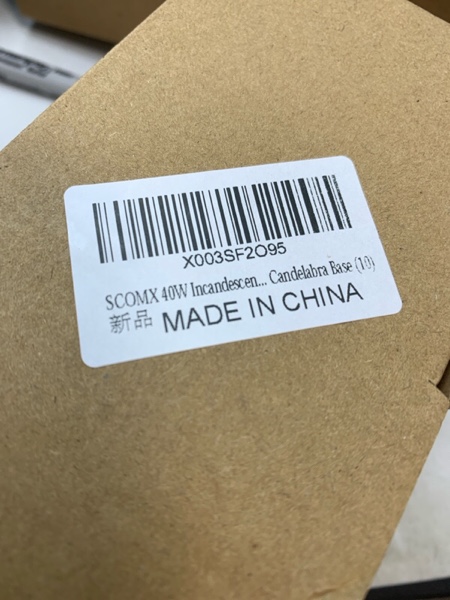 X003SF2O95
SCOMX 40W Incandescen... Candelabra Base (10)
新品 MADE IN CHINA